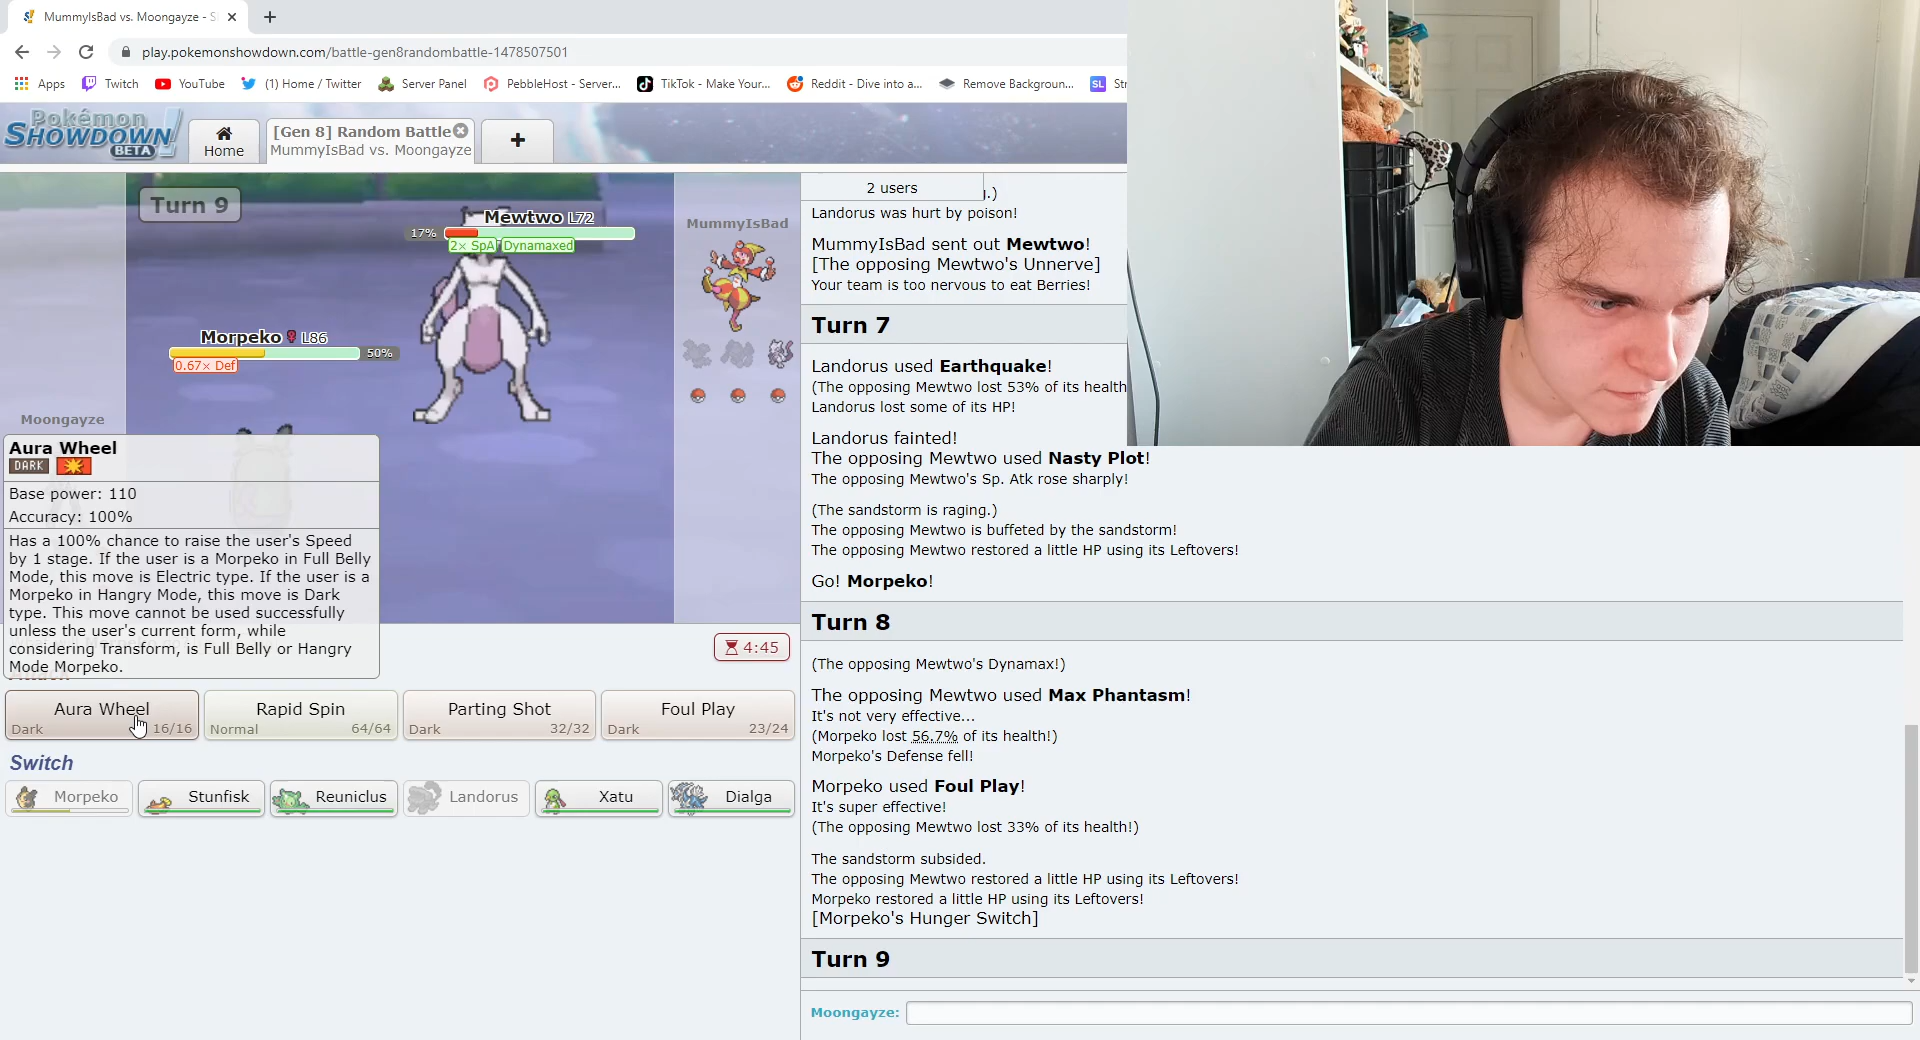 MummyIsBad vs. Moongayze - S
play.pokemonshowdown.com/battle-gen8randombattle-1478507501
Apps Twitch YouTube (1) Home / Twitter Server Panel PebbleHost - Server... TikTok - Make Your... Reddit - Dive into a... Remove Backgroun... SL Str
Pokémon
SHOWDOWN!
BETA
Home
[Gen 8] Random Battle
MummyIsBad vs. Moongayze
Turn 9
Mewtwo L72
17%
2× SpA Dynamaxed
Morpeko L86
50%
0.67× Def
MummyIsBad
Moongayze
Aura Wheel
DARK
Base power: 110
Accuracy: 100%
Has a 100% chance to raise the user's Speed
by 1 stage. If the user is a Morpeko in Full Belly
Mode, this move is Electric type. If the user is a
Morpeko in Hangry Mode, this move is Dark
type. This move cannot be used successfully
unless the user's current form, while
considering Transform, is Full Belly or Hangry
Mode Morpeko.
4:45
Aura Wheel
Dark 16/16
Rapid Spin
Normal 64/64
Parting Shot
Dark 32/32
Foul Play
Dark 23/24
Switch
Morpeko Stunfisk Reuniclus Landorus Xatu Dialga
2 users
.)
Landorus was hurt by poison!
MummyIsBad sent out Mewtwo!
[The opposing Mewtwo's Unnerve]
Your team is too nervous to eat Berries!
Turn 7
Landorus used Earthquake!
(The opposing Mewtwo lost 53% of its health
Landorus lost some of its HP!
Landorus fainted!
The opposing Mewtwo used Nasty Plot!
The opposing Mewtwo's Sp. Atk rose sharply!
(The sandstorm is raging.)
The opposing Mewtwo is buffeted by the sandstorm!
The opposing Mewtwo restored a little HP using its Leftovers!
Go! Morpeko!
Turn 8
(The opposing Mewtwo's Dynamax!)
The opposing Mewtwo used Max Phantasm!
It's not very effective...
(Morpeko lost 56.7% of its health!)
Morpeko's Defense fell!
Morpeko used Foul Play!
It's super effective!
(The opposing Mewtwo lost 33% of its health!)
The sandstorm subsided.
The opposing Mewtwo restored a little HP using its Leftovers!
Morpeko restored a little HP using its Leftovers!
[Morpeko's Hunger Switch]
Turn 9
Moongayze: